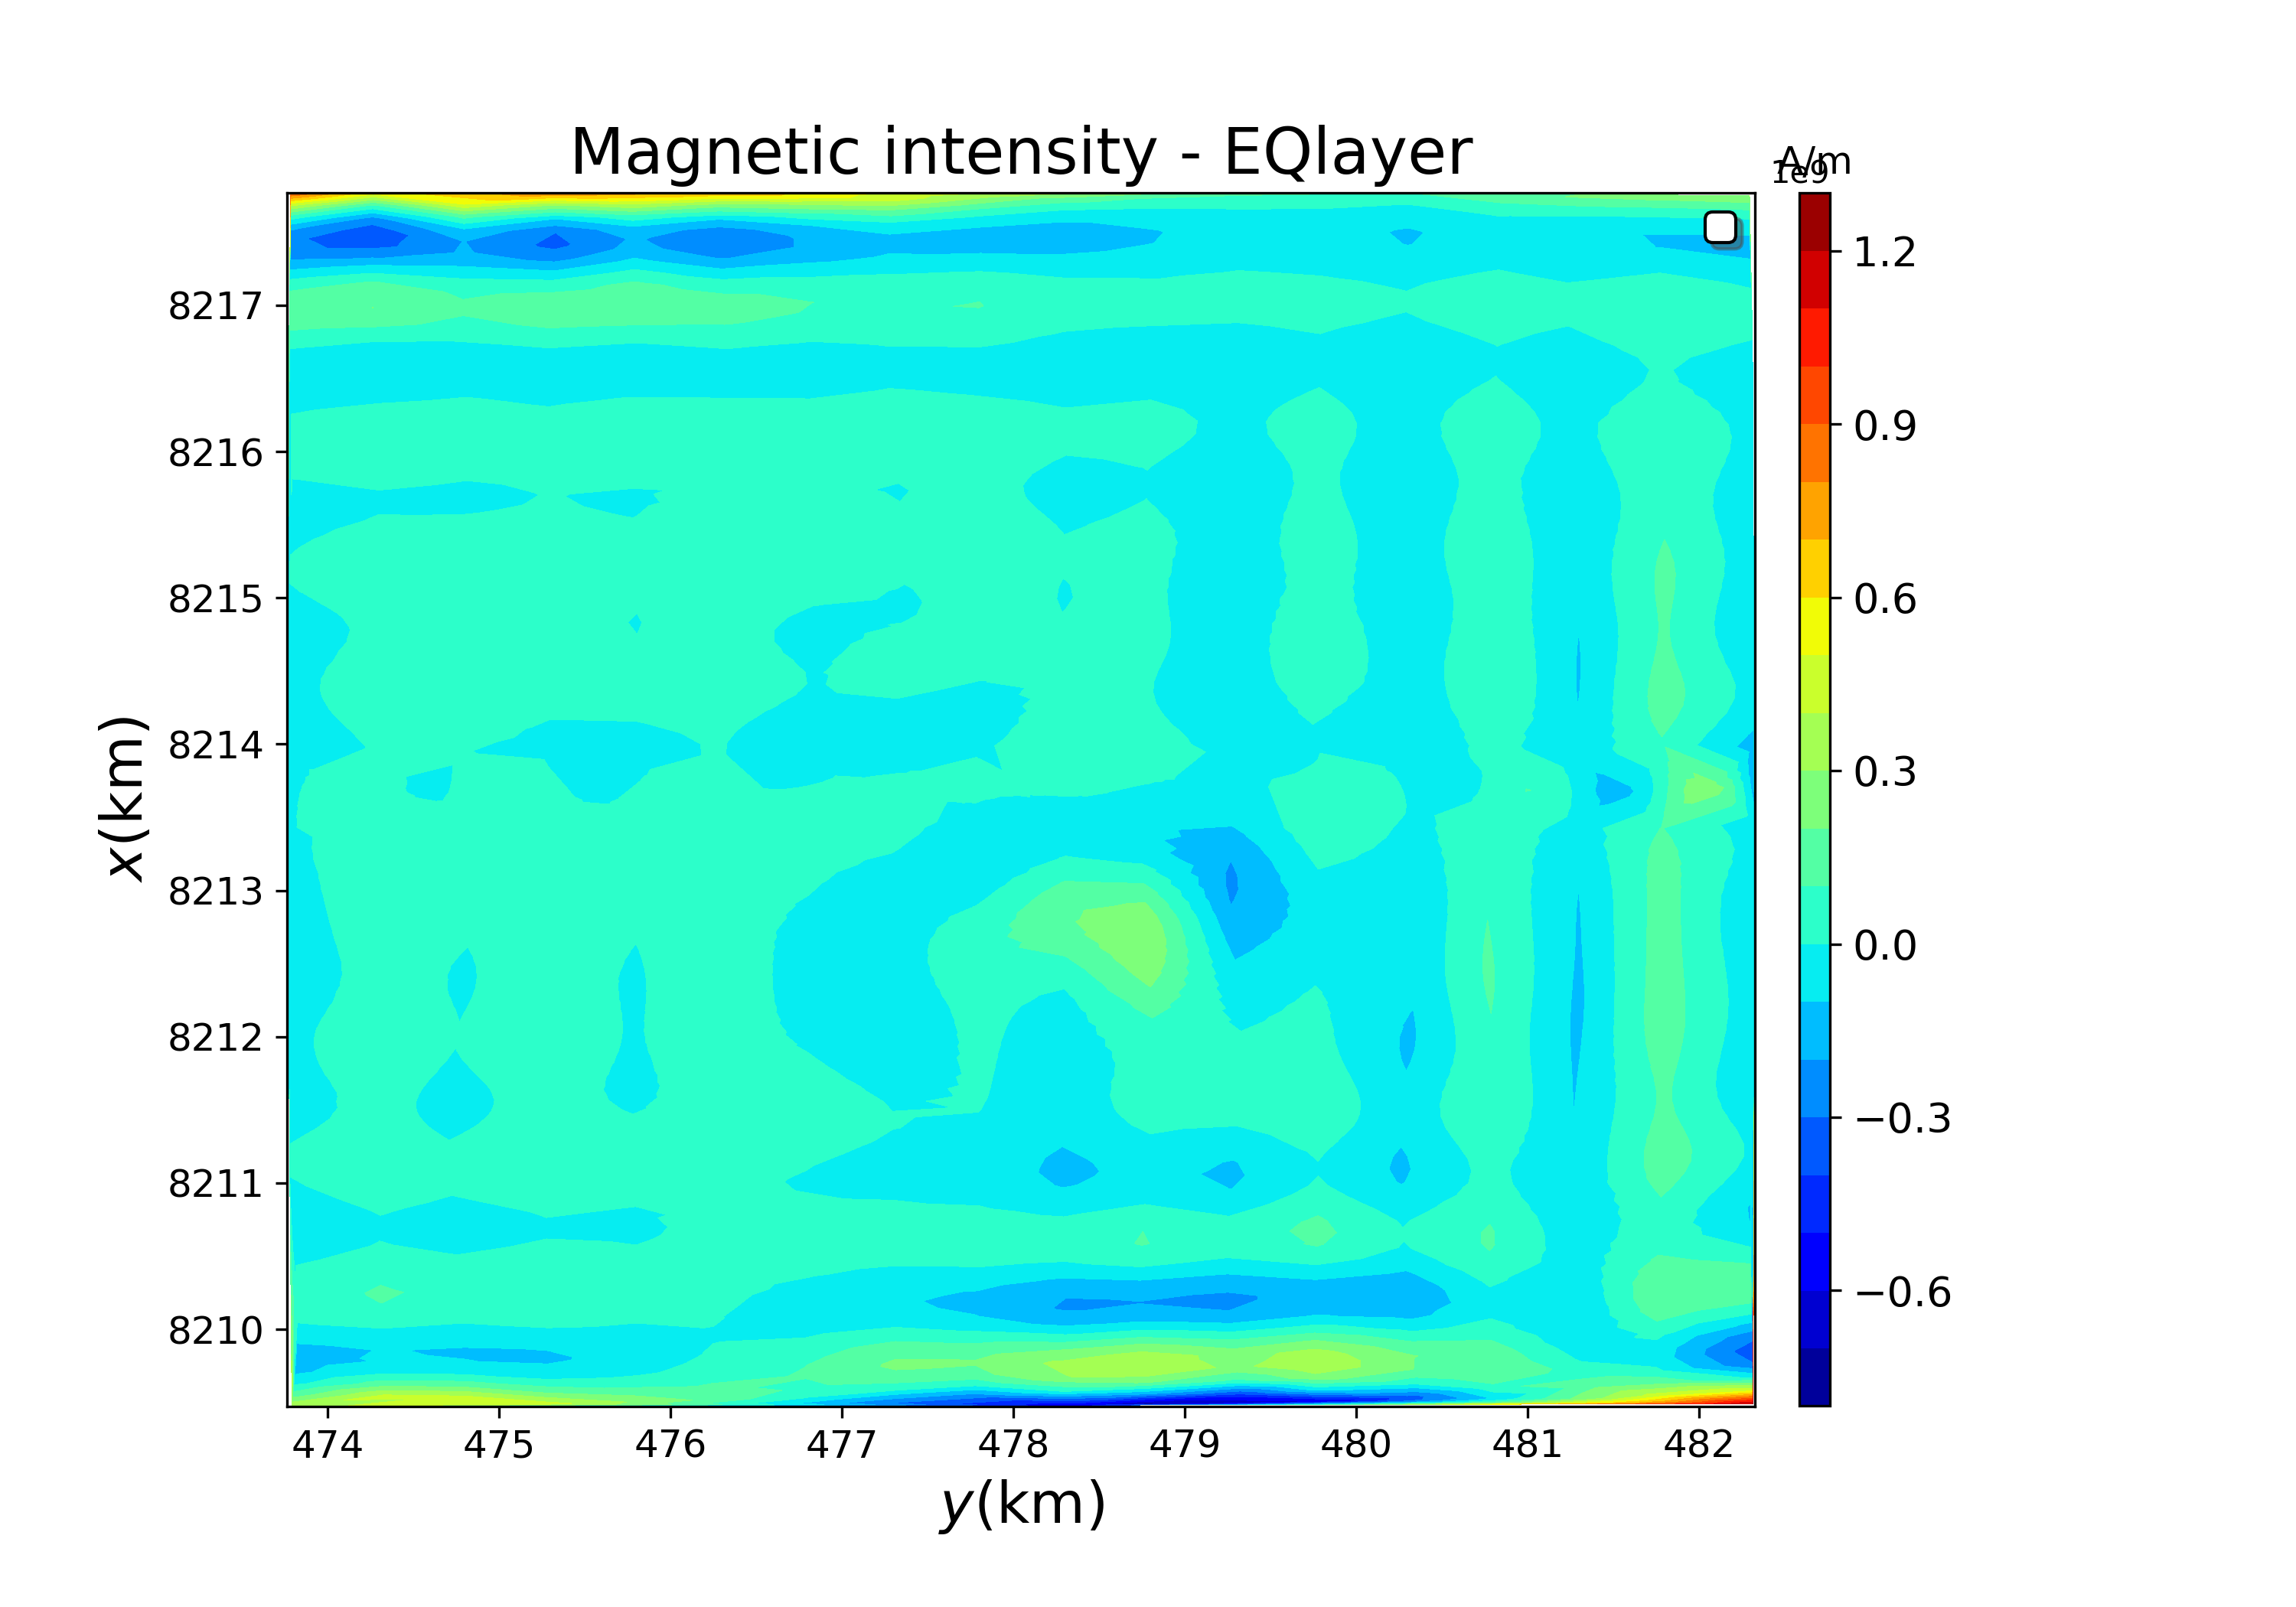 Magnetic intensity - EQlayer
A/m
1e9
1.2
0.9
0.6
0.3
0.0
−0.3
−0.6
x(km)
8217
8216
8215
8214
8213
8212
8211
8210
474 475 476 477 478 479 480 481 482
y(km)